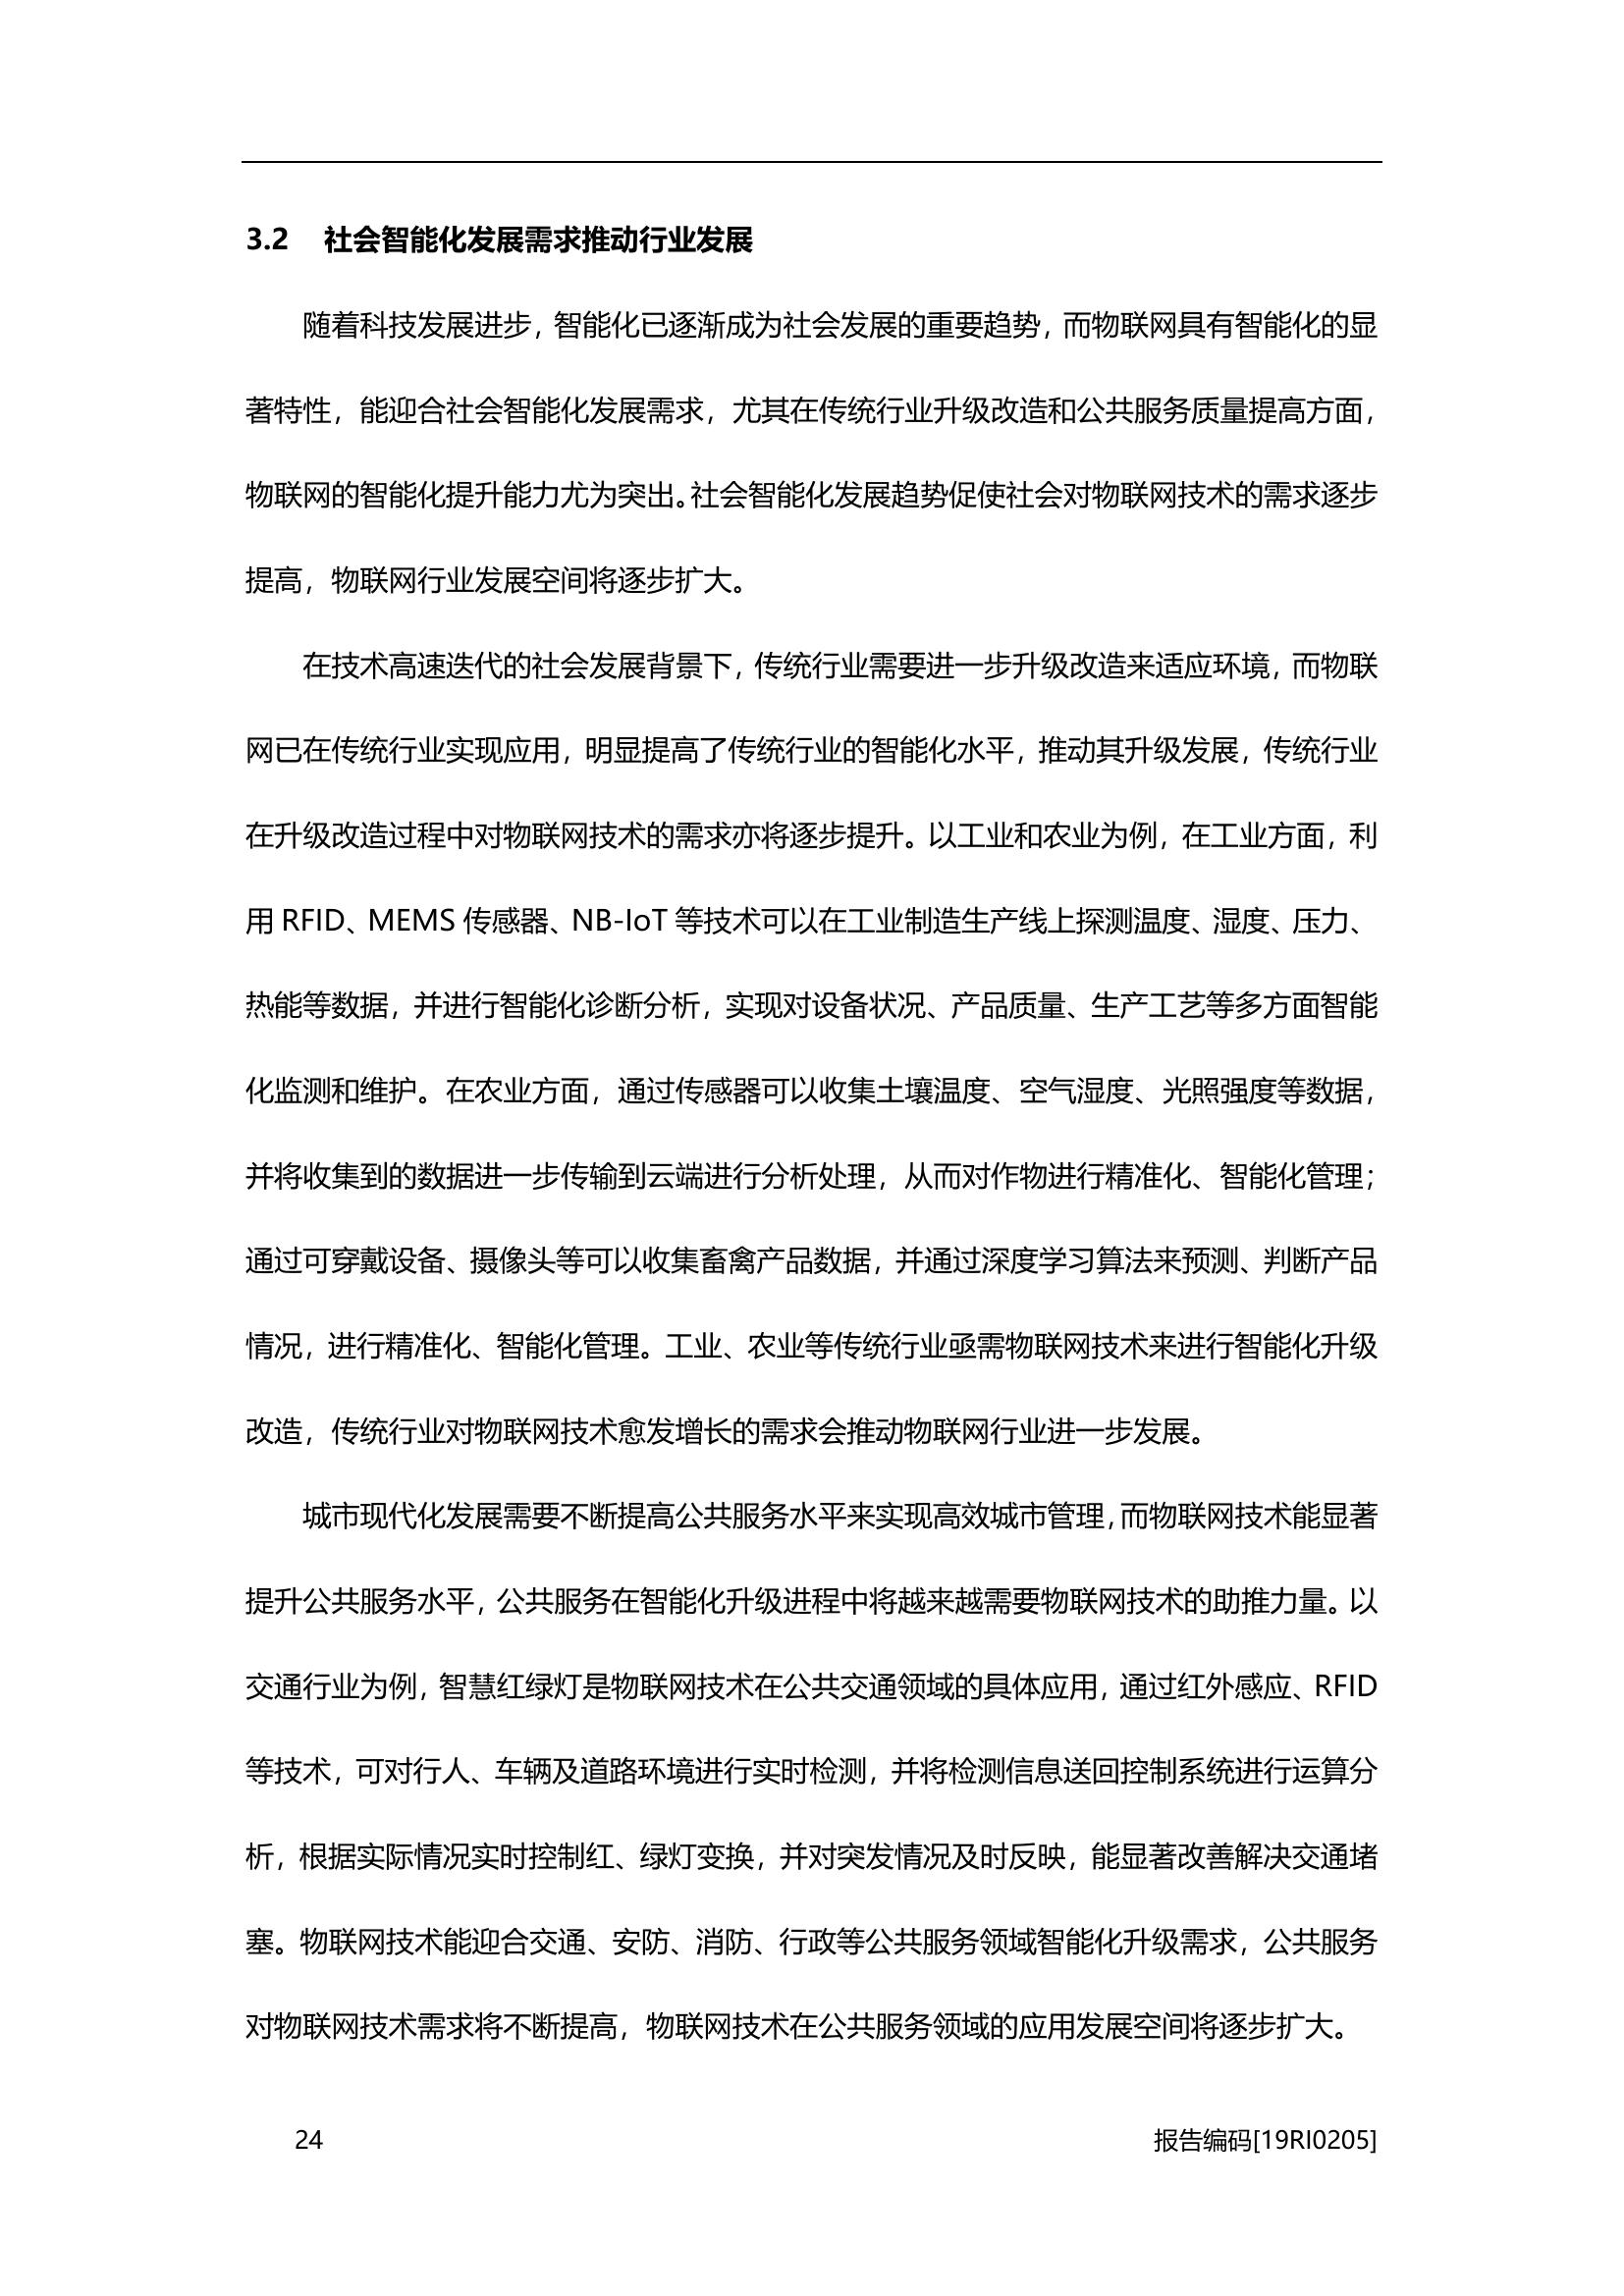 3.2 社会智能化发展需求推动行业发展
随着科技发展进步，智能化已逐渐成为社会发展的重要趋势，而物联网具有智能化的显
著特性，能迎合社会智能化发展需求，尤其在传统行业升级改造和公共服务质量提高方面，
物联网的智能化提升能力尤为突出。社会智能化发展趋势促使社会对物联网技术的需求逐步
提高，物联网行业发展空间将逐步扩大。
在技术高速迭代的社会发展背景下，传统行业需要进一步升级改造来适应环境，而物联
网已在传统行业实现应用，明显提高了传统行业的智能化水平，推动其升级发展，传统行业
在升级改造过程中对物联网技术的需求亦将逐步提升。以工业和农业为例，在工业方面，利
用 RFID、MEMS 传感器、NB-IoT 等技术可以在工业制造生产线上探测温度、湿度、压力、
热能等数据，并进行智能化诊断分析，实现对设备状况、产品质量、生产工艺等多方面智能
化监测和维护。在农业方面，通过传感器可以收集土壤温度、空气湿度、光照强度等数据，
并将收集到的数据进一步传输到云端进行分析处理，从而对作物进行精准化、智能化管理；
通过可穿戴设备、摄像头等可以收集畜禽产品数据，并通过深度学习算法来预测、判断产品
情况，进行精准化、智能化管理。工业、农业等传统行业亟需物联网技术来进行智能化升级
改造，传统行业对物联网技术愈发增长的需求会推动物联网行业进一步发展。
城市现代化发展需要不断提高公共服务水平来实现高效城市管理，而物联网技术能显著
提升公共服务水平，公共服务在智能化升级进程中将越来越需要物联网技术的助推力量。以
交通行业为例，智慧红绿灯是物联网技术在公共交通领域的具体应用，通过红外感应、RFID
等技术，可对行人、车辆及道路环境进行实时检测，并将检测信息送回控制系统进行运算分
析，根据实际情况实时控制红、绿灯变换，并对突发情况及时反映，能显著改善解决交通堵
塞。物联网技术能迎合交通、安防、消防、行政等公共服务领域智能化升级需求，公共服务
对物联网技术需求将不断提高，物联网技术在公共服务领域的应用发展空间将逐步扩大。
24 报告编码[19RI0205]